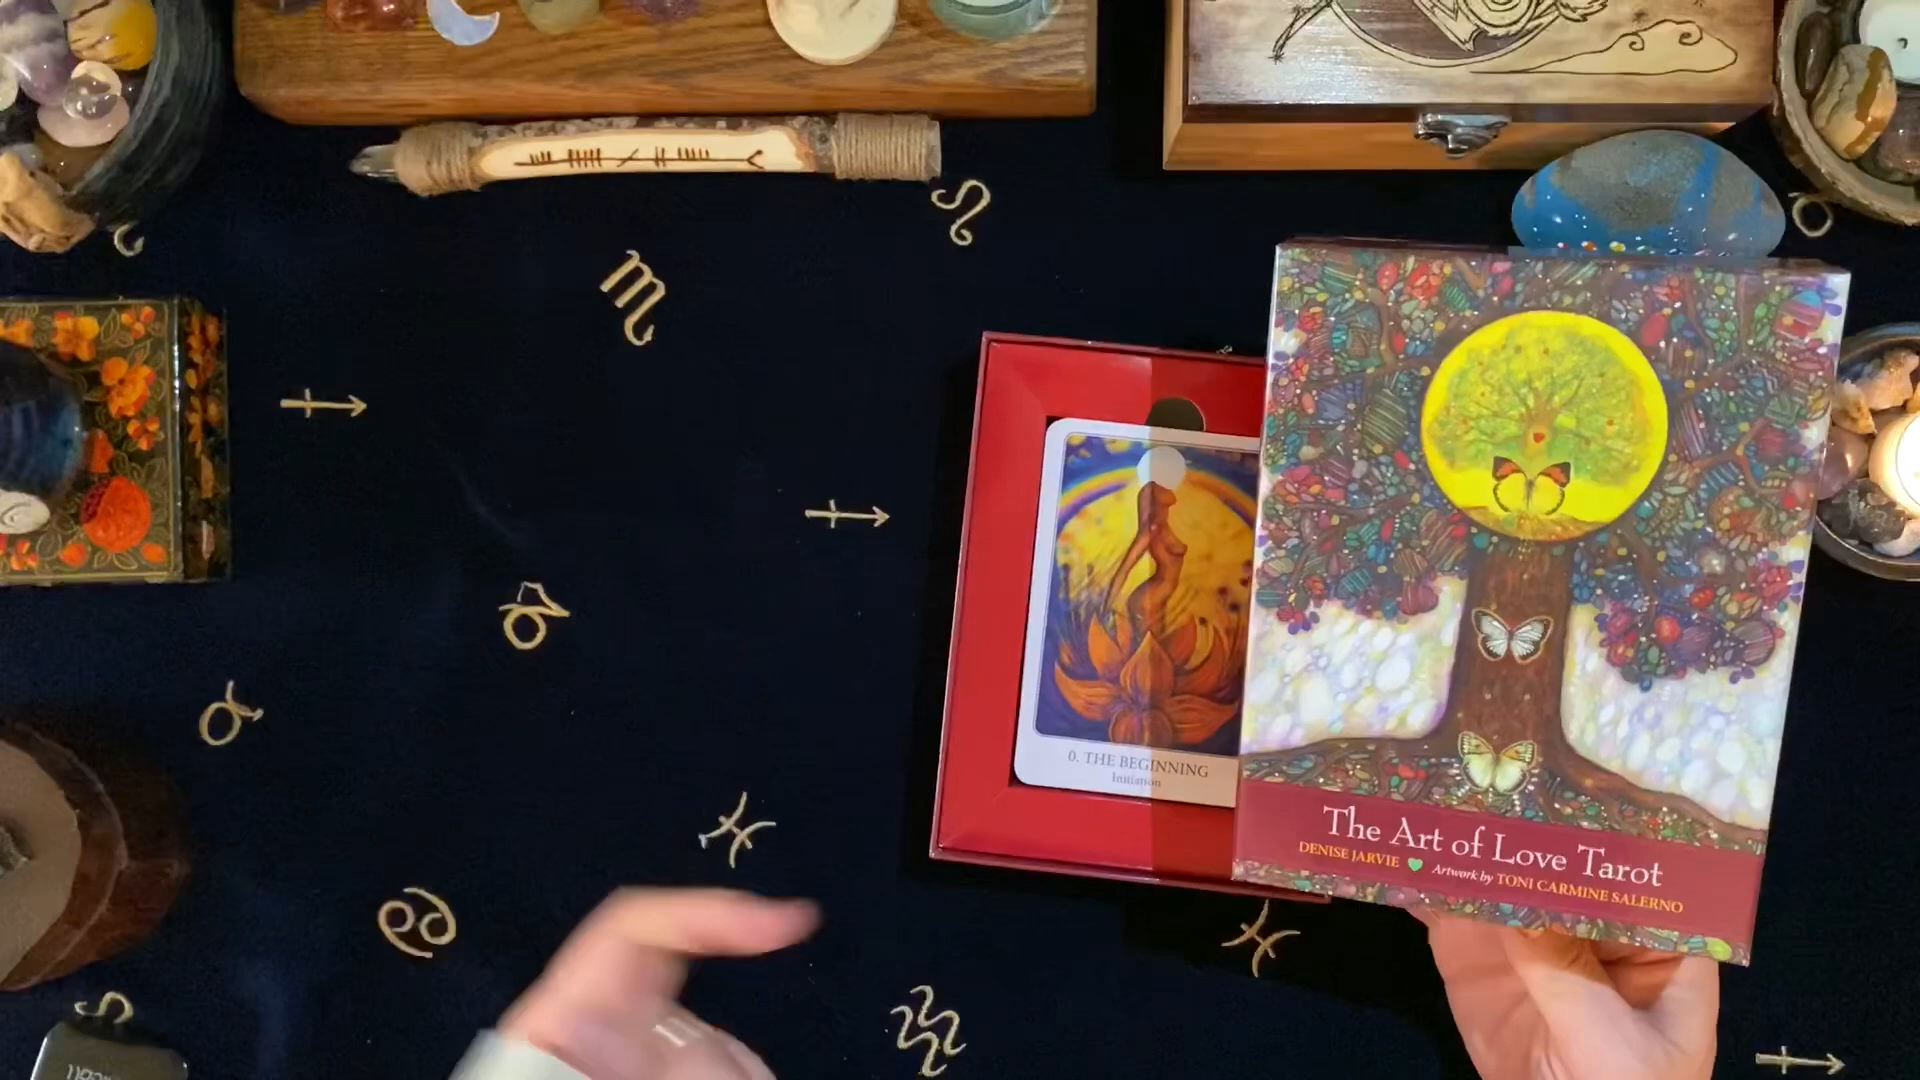 0. THE BEGINNING
Initiation
The Art of Love Tarot
DENISE JARVIE Artwork by TONI CARMINE SALERNO